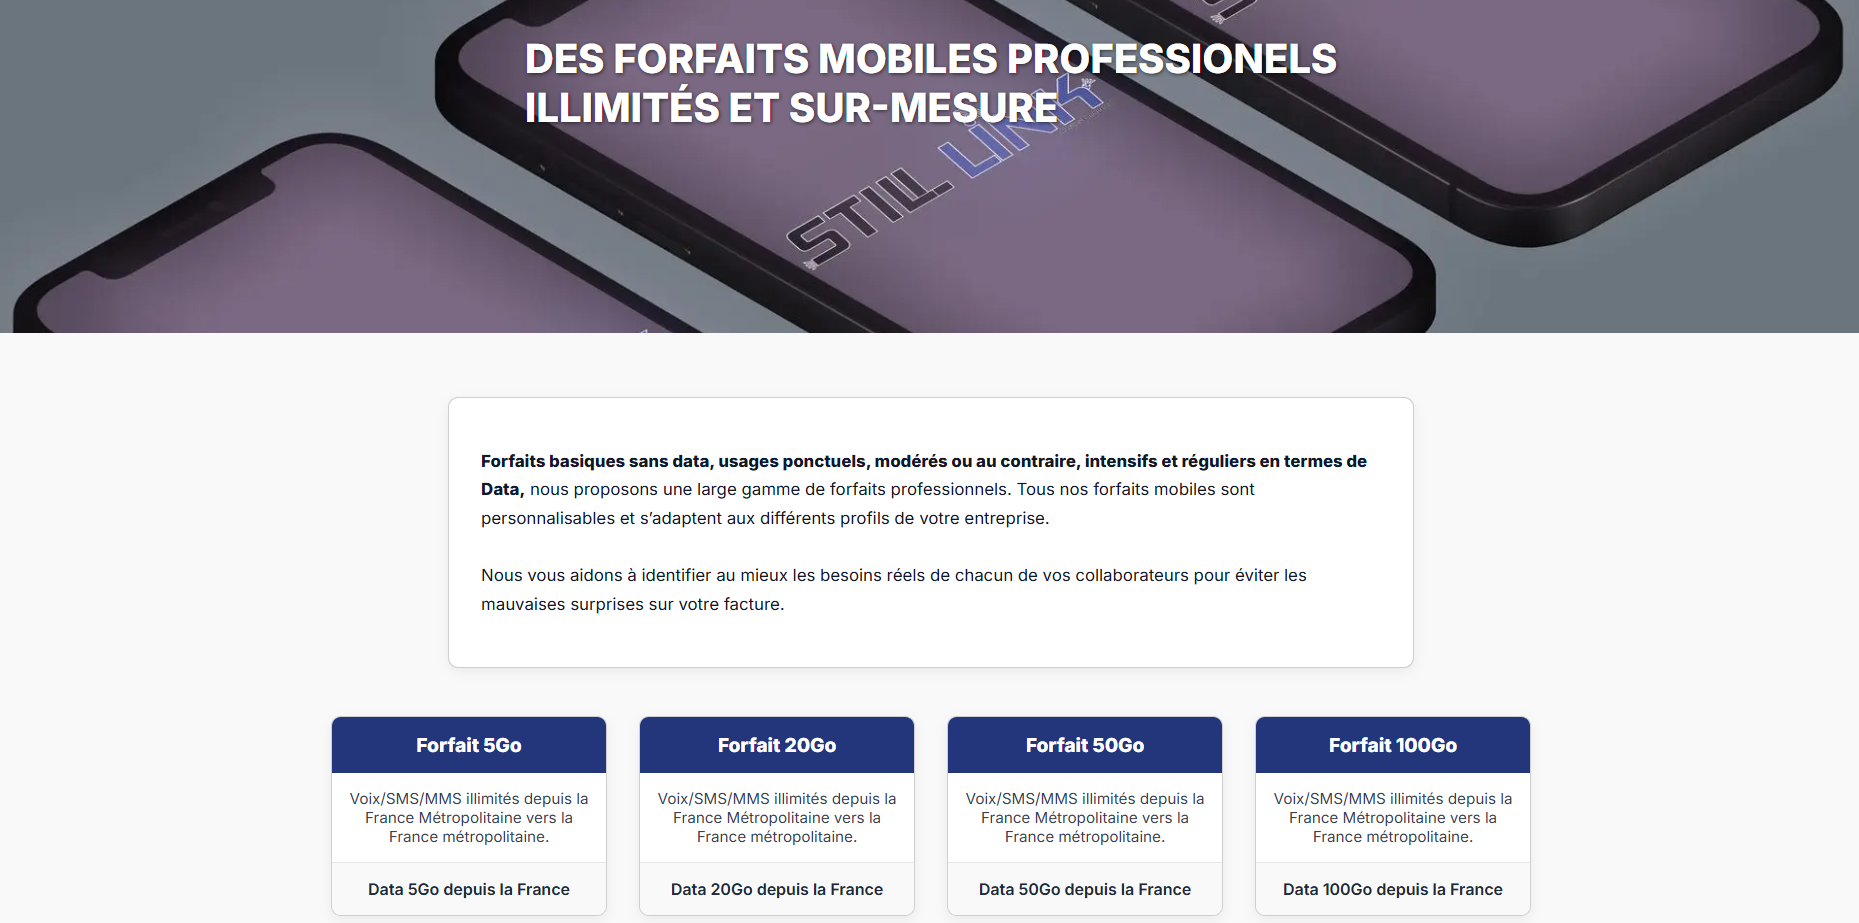 DES FORFAITS MOBILES PROFESSIONELS
ILLIMITÉS ET SUR-MESURE
STILL LINK
Forfaits basiques sans data, usages ponctuels, modérés ou au contraire, intensifs et réguliers en termes de
Data, nous proposons une large gamme de forfaits professionnels. Tous nos forfaits mobiles sont
personnalisables et s’adaptent aux différents profils de votre entreprise.
Nous vous aidons à identifier au mieux les besoins réels de chacun de vos collaborateurs pour éviter les
mauvaises surprises sur votre facture.
Forfait 5Go
Voix/SMS/MMS illimités depuis la
France Métropolitaine vers la
France métropolitaine.
Data 5Go depuis la France
Forfait 20Go
Voix/SMS/MMS illimités depuis la
France Métropolitaine vers la
France métropolitaine.
Data 20Go depuis la France
Forfait 50Go
Voix/SMS/MMS illimités depuis la
France Métropolitaine vers la
France métropolitaine.
Data 50Go depuis la France
Forfait 100Go
Voix/SMS/MMS illimités depuis la
France Métropolitaine vers la
France métropolitaine.
Data 100Go depuis la France